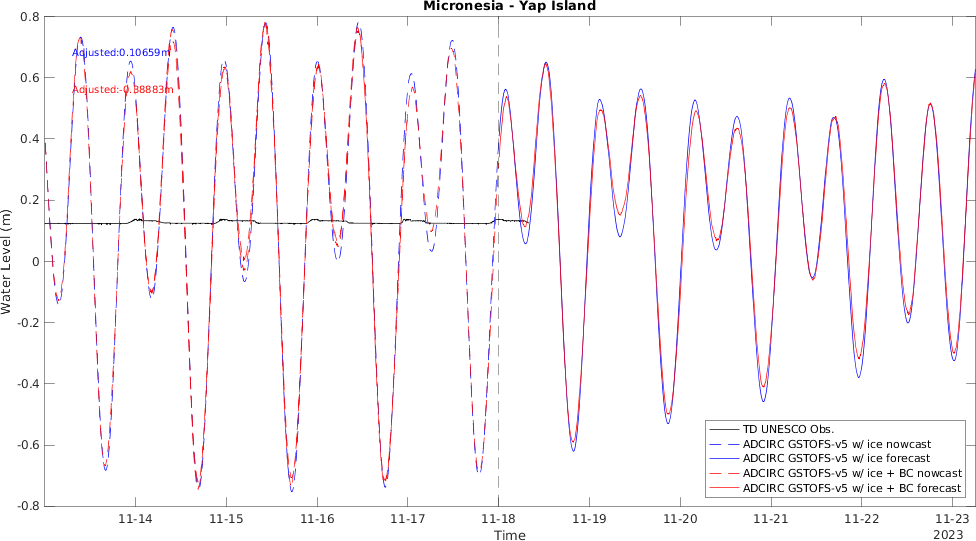 Micronesia - Yap Island
0.8
0.6
0.4
0.2
0
-0.2
-0.4
-0.6
-0.8
Water Level (m)
Adjusted:0.10659m
Adjusted:-0.38883m
TD UNESCO Obs.
ADCIRC GSTOFS-v5 w/ ice nowcast
ADCIRC GSTOFS-v5 w/ ice forecast
ADCIRC GSTOFS-v5 w/ ice + BC nowcast
ADCIRC GSTOFS-v5 w/ ice + BC forecast
11-14 11-15 11-16 11-17 11-18 11-19 11-20 11-21 11-22 11-23
Time
2023